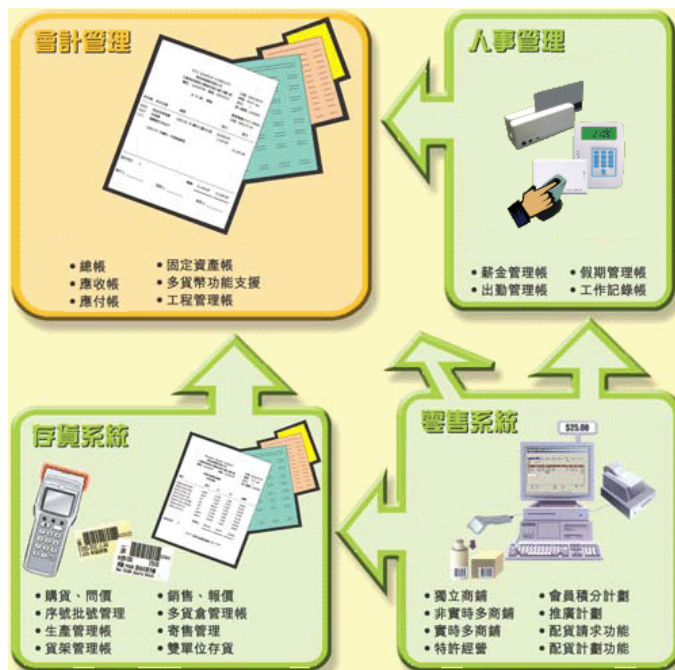 會計管理
• 總帳
• 應收帳
• 應付帳
• 固定資產帳
• 多貨幣功能支援
• 工程管理帳
人事管理
• 薪金管理帳
• 出勤管理帳
• 假期管理帳
• 工作記錄帳
存貨系統
• 購貨、問價
• 序號批號管理
• 生產管理帳
• 貨架管理帳
• 銷售、報價
• 多貨倉管理帳
• 寄售管理
• 雙單位存貨
零售系統
$25.00
• 獨立商鋪
• 非實時多商鋪
• 實時多商鋪
• 特許經營
• 會員積分計劃
• 推廣計劃
• 配貨請求功能
• 配貨計劃功能